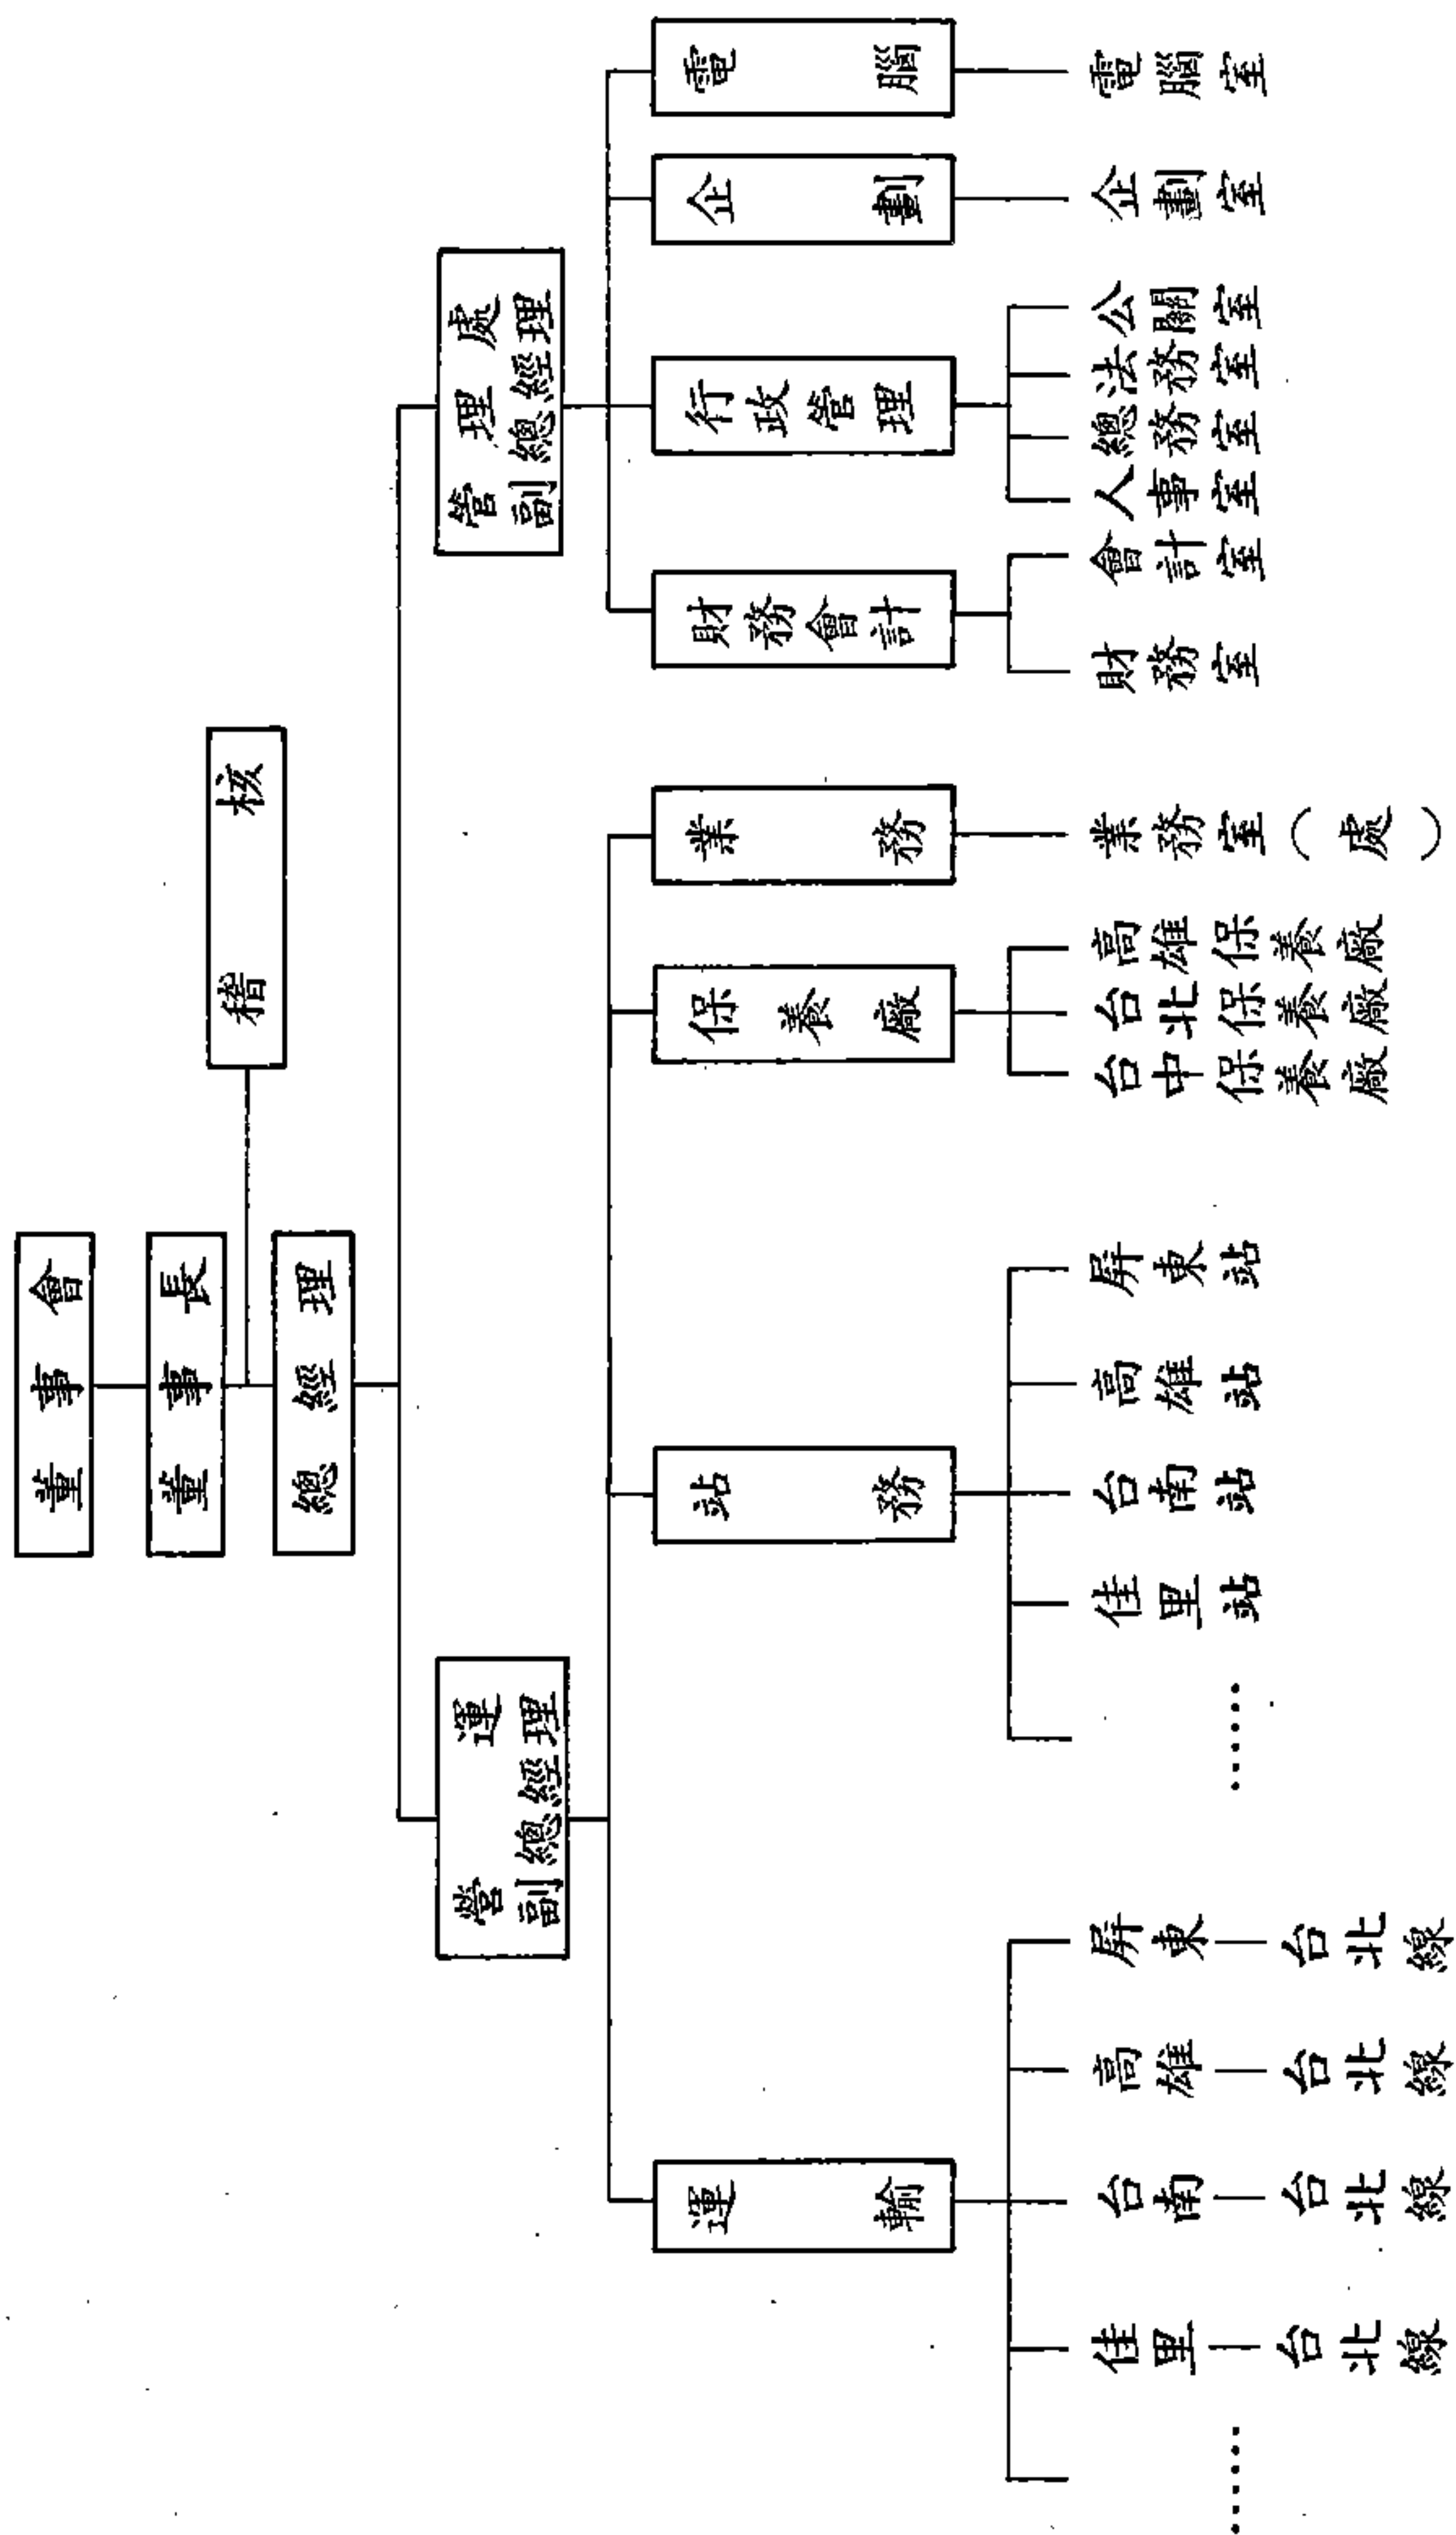 董事會
董事長
稽核
總經理
營運
副總經理
管理處
副總經理
運輸
站務
保養廠
業務
財務會計
行政管理
企劃
電腦
……
佳里—台北線
台南—台北線
高雄—台北線
屏東—台北線
……
佳里站
台南站
高雄站
屏東站
台中保養廠
台北保養廠
高雄保養廠
業務室(處)
財務室
會計室
人事室
總務室
法務室
公關室
企劃室
電腦室